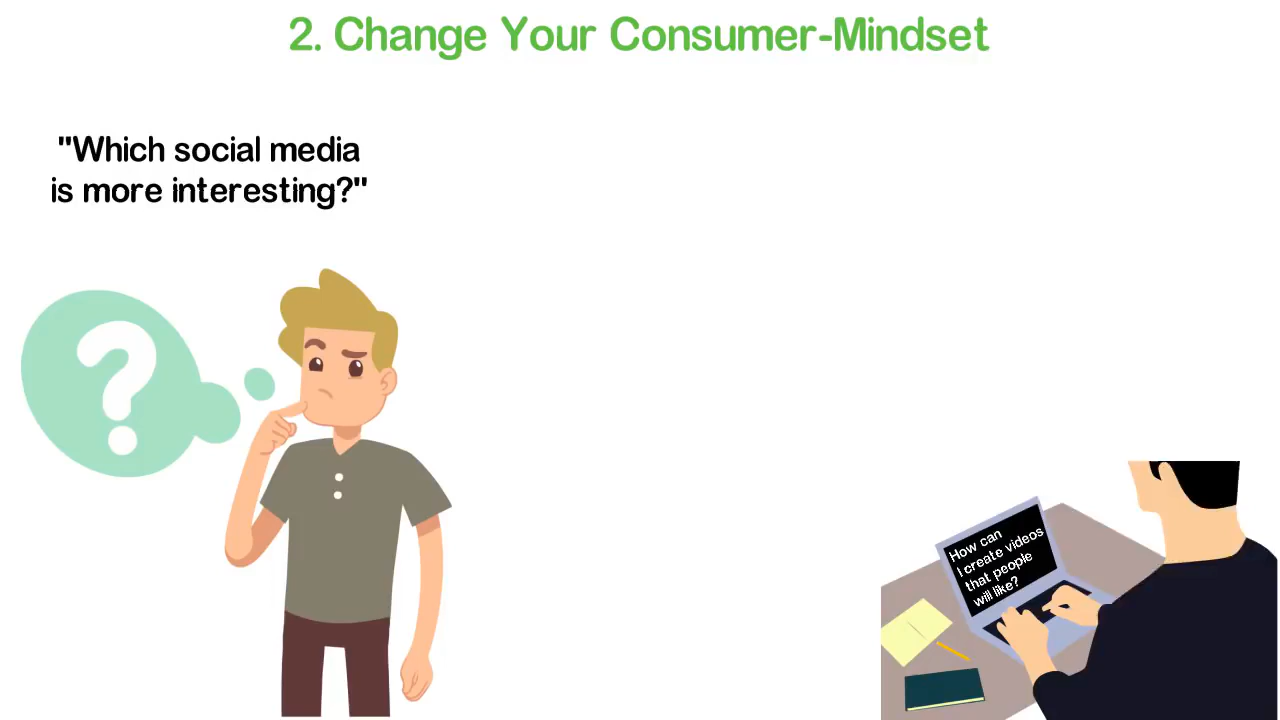 2. Change Your Consumer-Mindset
"Which social media
is more interesting?"
?
How can
I create videos
that people
will like?